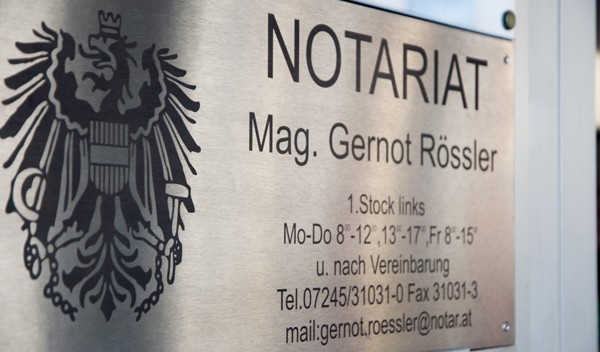 NOTARIAT
Mag. Gernot Rössler
1.Stock links
Mo-Do 8⁰⁰-12⁰⁰,13⁰⁰-17⁰⁰,Fr 8⁰⁰-15⁰⁰
u. nach Vereinbarung
Tel.07245/31031-0 Fax 31031-3
mail:gernot.roessler@notar.at